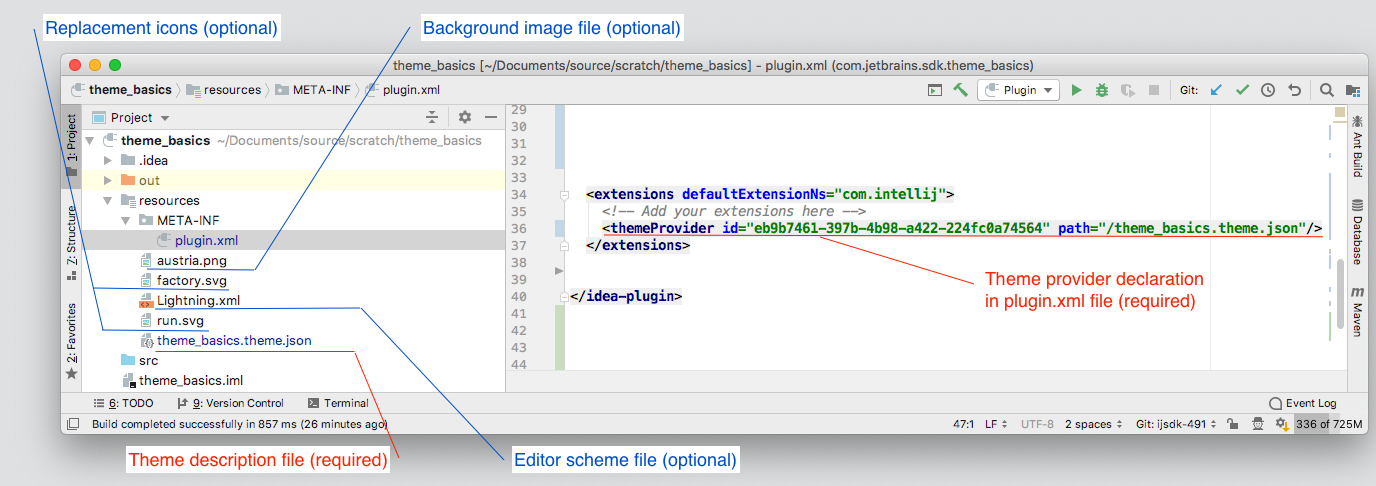 Replacement icons (optional)
Background image file (optional)
theme_basics [~/Documents/source/scratch/theme_basics] - plugin.xml (com.jetbrains.sdk.theme_basics)
theme_basics
resources
META-INF
plugin.xml
Plugin
Git:
1: Project
7: Structure
2: Favorites
Project
theme_basics ~/Documents/source/scratch/theme_basics
.idea
out
resources
META-INF
plugin.xml
austria.png
factory.svg
Lightning.xml
run.svg
theme_basics.theme.json
src
theme_basics.iml
29
30
31
32
33
34 <extensions defaultExtensionNs="com.intellij">
35 <!-- Add your extensions here -->
36 <themeProvider id="eb9b7461-397b-4b98-a422-224fc0a74564" path="/theme_basics.theme.json"/>
37 </extensions>
38
39
40 </idea-plugin>
41
42
43
44
Theme provider declaration
in plugin.xml file (required)
Ant Build
Database
m
Maven
6: TODO
9: Version Control
Terminal
Event Log
Build completed successfully in 857 ms (26 minutes ago)
47:1
LF
UTF-8
2 spaces
Git: ijsdk-491
336 of 725M
Theme description file (required)
Editor scheme file (optional)